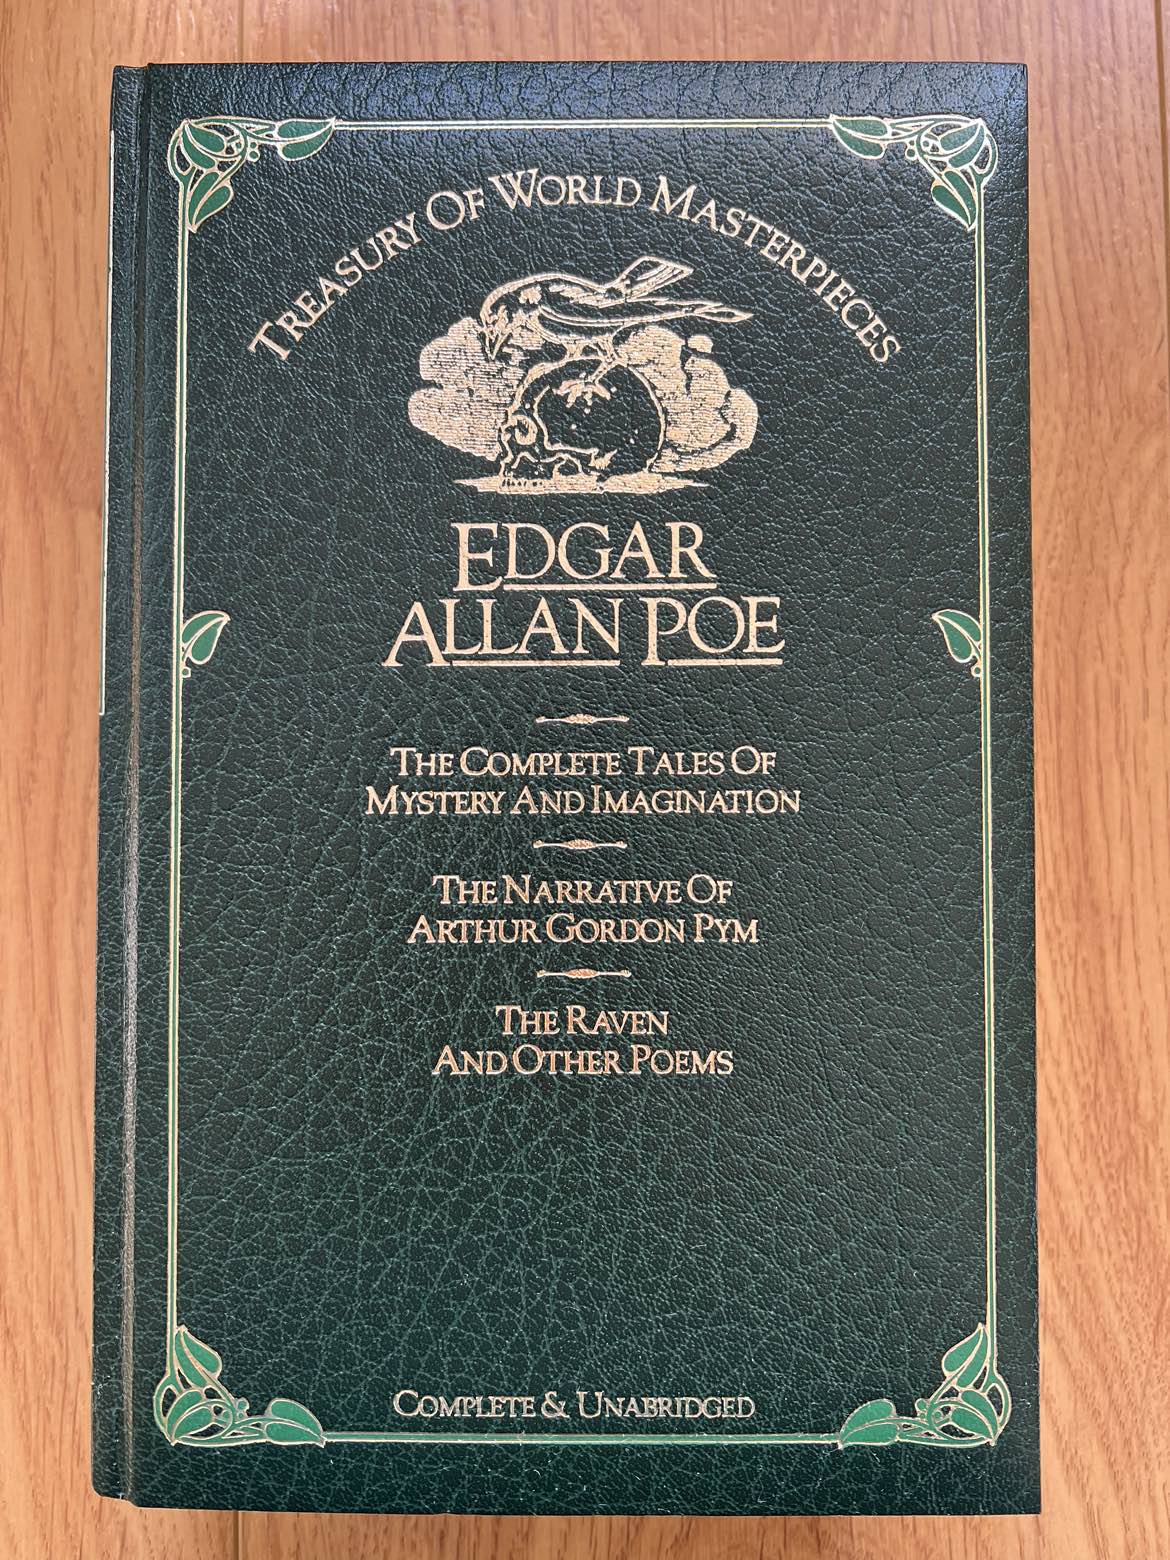 Treasury Of World Masterpieces
Edgar
Allan Poe
The Complete Tales Of
Mystery And Imagination
The Narrative Of
Arthur Gordon Pym
The Raven
And Other Poems
Complete & Unabridged